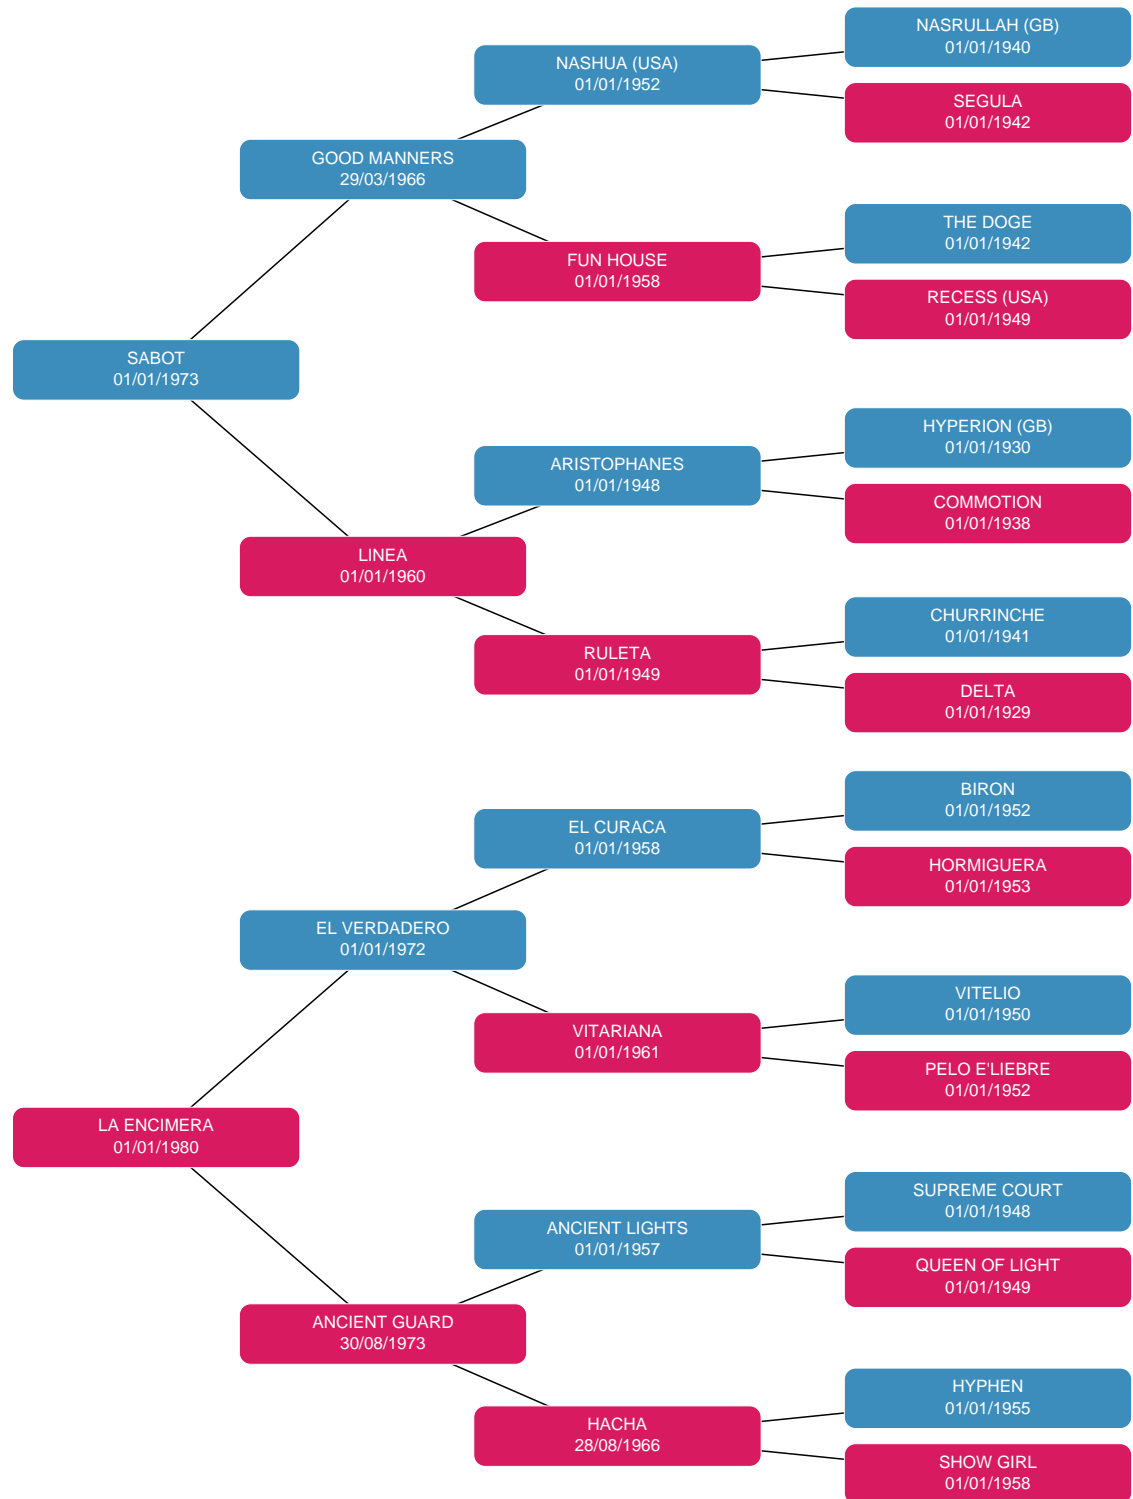 NASRULLAH (GB)
01/01/1940
NASHUA (USA)
01/01/1952
SEGULA
01/01/1942
GOOD MANNERS
29/03/1966
THE DOGE
01/01/1942
FUN HOUSE
01/01/1958
RECESS (USA)
01/01/1949
SABOT
01/01/1973
HYPERION (GB)
01/01/1930
ARISTOPHANES
01/01/1948
COMMOTION
01/01/1938
LINEA
01/01/1960
CHURRINCHE
01/01/1941
RULETA
01/01/1949
DELTA
01/01/1929
BIRON
01/01/1952
EL CURACA
01/01/1958
HORMIGUERA
01/01/1953
EL VERDADERO
01/01/1972
VITELIO
01/01/1950
VITARIANA
01/01/1961
PELO E'LIEBRE
01/01/1952
LA ENCIMERA
01/01/1980
SUPREME COURT
01/01/1948
ANCIENT LIGHTS
01/01/1957
QUEEN OF LIGHT
01/01/1949
ANCIENT GUARD
30/08/1973
HYPHEN
01/01/1955
HACHA
28/08/1966
SHOW GIRL
01/01/1958